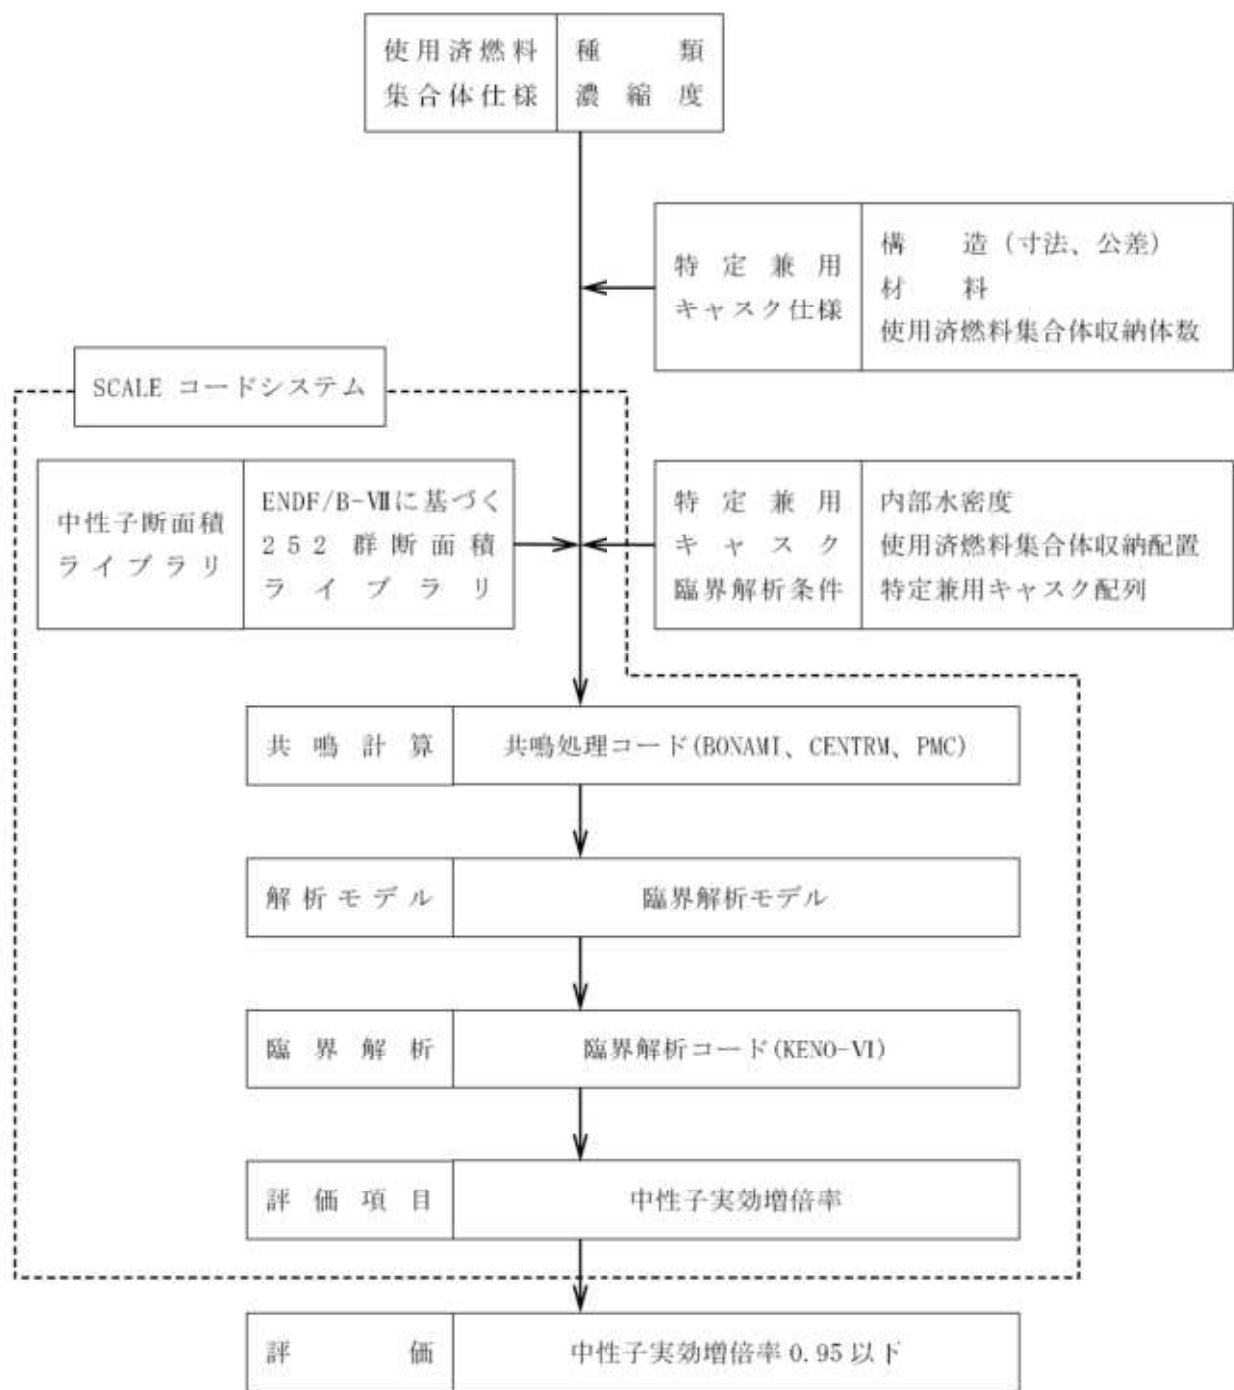 使用済燃料
集合体仕様
種類
濃縮度
特定兼用
キャスク仕様
構造（寸法、公差）
材料
使用済燃料集合体収納体数
SCALE コードシステム
中性子断面積
ライブラリ
ENDF/B-Ⅶに基づく
252 群断面積
ライブラリ
特定兼用
キャスク
臨界解析条件
内部水密度
使用済燃料集合体収納配置
特定兼用キャスク配列
共鳴計算
共鳴処理コード(BONAMI、CENTRM、PMC)
解析モデル
臨界解析モデル
臨界解析
臨界解析コード(KENO-Ⅵ)
評価項目
中性子実効増倍率
評価
中性子実効増倍率 0.95 以下